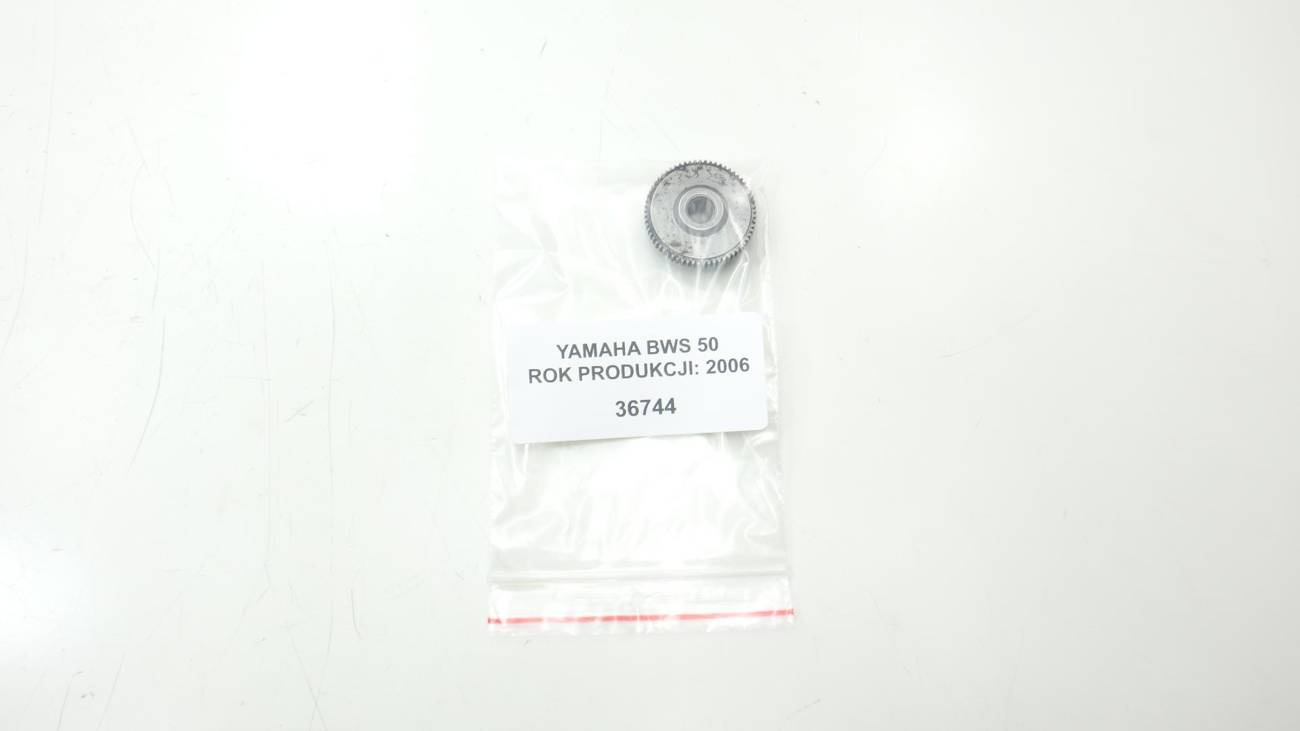 YAMAHA BWS 50
ROK PRODUKCJI: 2006
36744